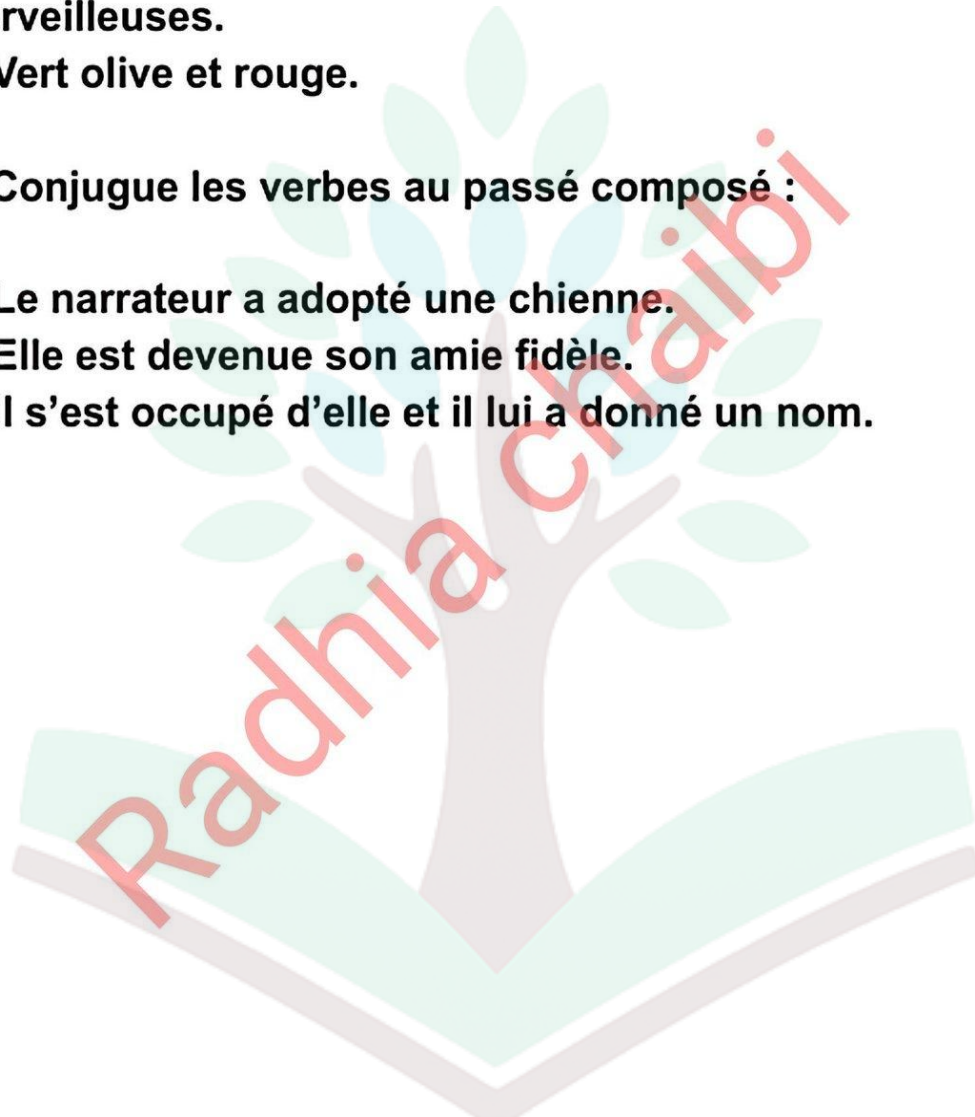 rveilleuses.
Vert olive et rouge.
Conjugue les verbes au passé composé :
Le narrateur a adopté une chienne.
Elle est devenue son amie fidèle.
Il s’est occupé d’elle et il lui a donné un nom.
Radhia chaibi